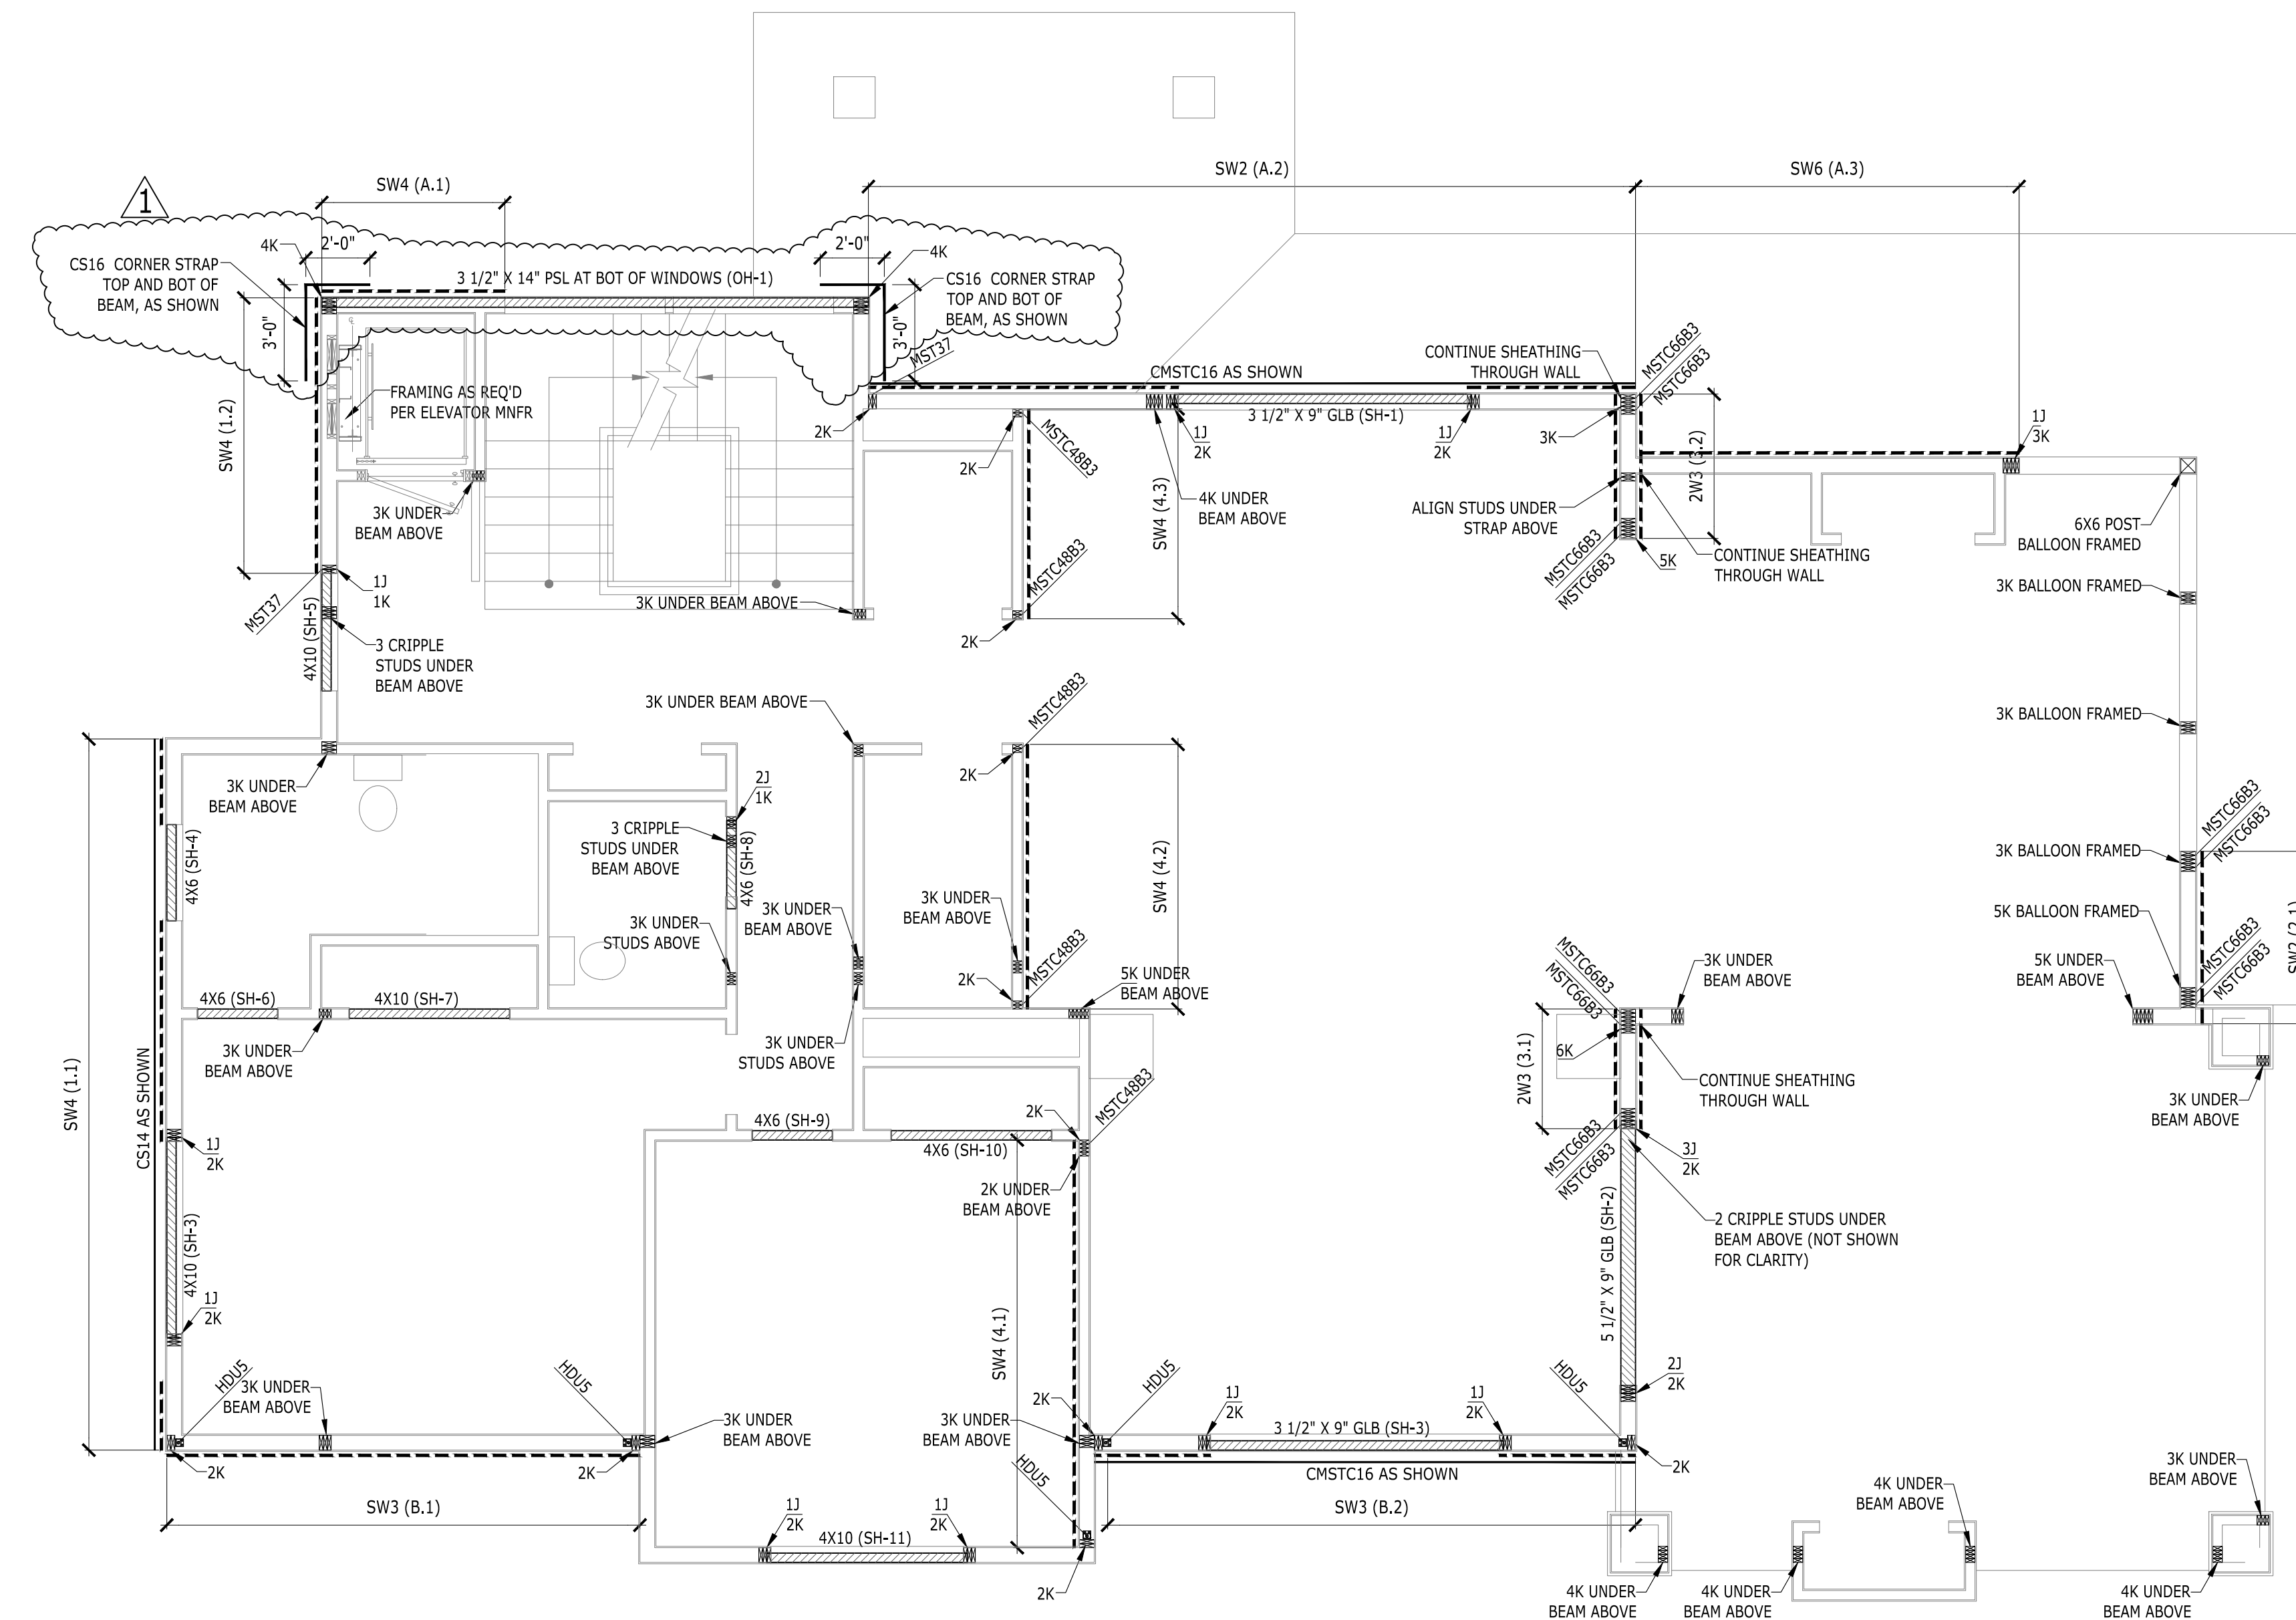 SW2 (A.2)
SW6 (A.3)
SW4 (A.1)
1
4K
2'-0"
2'-0"
4K
CS16 CORNER STRAP
TOP AND BOT OF
BEAM, AS SHOWN
3 1/2" X 14" PSL AT BOT OF WINDOWS (OH-1)
CS16 CORNER STRAP
TOP AND BOT OF
BEAM, AS SHOWN
3'-0"
3'-0"
MST37
SW4 (1.2)
FRAMING AS REQ'D
PER ELEVATOR MNFR
CMSTC16 AS SHOWN
CONTINUE SHEATHING
THROUGH WALL
MSTC66B3
MSTC66B3
2K
3 1/2" X 9" GLB (SH-1)
MSTC48B3
2K
1J
2K
1J
2K
3K
2W3 (3.2)
1J
3K
3K UNDER
BEAM ABOVE
SW4 (4.3)
4K UNDER
BEAM ABOVE
ALIGN STUDS UNDER
STRAP ABOVE
6X6 POST
BALLOON FRAMED
MSTC66B3
MSTC66B3
5K
CONTINUE SHEATHING
THROUGH WALL
3K BALLOON FRAMED
MST37
1J
1K
4X10 (SH-5)
3K UNDER BEAM ABOVE
MSTC48B3
2K
3 CRIPPLE
STUDS UNDER
BEAM ABOVE
3K UNDER BEAM ABOVE
MSTC48B3
3K BALLOON FRAMED
3K UNDER
BEAM ABOVE
2J
1K
2K
4X6 (SH-4)
3 CRIPPLE
STUDS UNDER
BEAM ABOVE
4X6 (SH-8)
SW4 (4.2)
3K BALLOON FRAMED
MSTC66B3
MSTC66B3
3K UNDER
STUDS ABOVE
3K UNDER
BEAM ABOVE
3K UNDER
BEAM ABOVE
5K BALLOON FRAMED
MSTC66B3
MSTC66B3
SW2 (2.1)
4X6 (SH-6)
4X10 (SH-7)
2K
MSTC48B3
5K UNDER
BEAM ABOVE
MSTC66B3
MSTC66B3
3K UNDER
BEAM ABOVE
5K UNDER
BEAM ABOVE
3K UNDER
BEAM ABOVE
3K UNDER
STUDS ABOVE
2W3 (3.1)
6K
SW4 (1.1)
CS14 AS SHOWN
CONTINUE SHEATHING
THROUGH WALL
3K UNDER
BEAM ABOVE
4X6 (SH-9)
4X6 (SH-10)
2K
MSTC48B3
1J
2K
MSTC66B3
MSTC66B3
3J
2K
2K UNDER
BEAM ABOVE
4X10 (SH-3)
5 1/2" X 9" GLB (SH-2)
2 CRIPPLE STUDS UNDER
BEAM ABOVE (NOT SHOWN
FOR CLARITY)
1J
2K
SW4 (4.1)
HDU5
3K UNDER
BEAM ABOVE
HDU5
HDU5
HDU5
2J
2K
3K UNDER
BEAM ABOVE
2K
3K UNDER
BEAM ABOVE
1J
2K
3 1/2" X 9" GLB (SH-3)
1J
2K
2K
2K
HDU5
CMSTC16 AS SHOWN
2K
SW3 (B.1)
SW3 (B.2)
1J
2K
1J
2K
4X10 (SH-11)
2K
4K UNDER
BEAM ABOVE
3K UNDER
BEAM ABOVE
4K UNDER
BEAM ABOVE
4K UNDER
BEAM ABOVE
4K UNDER
BEAM ABOVE